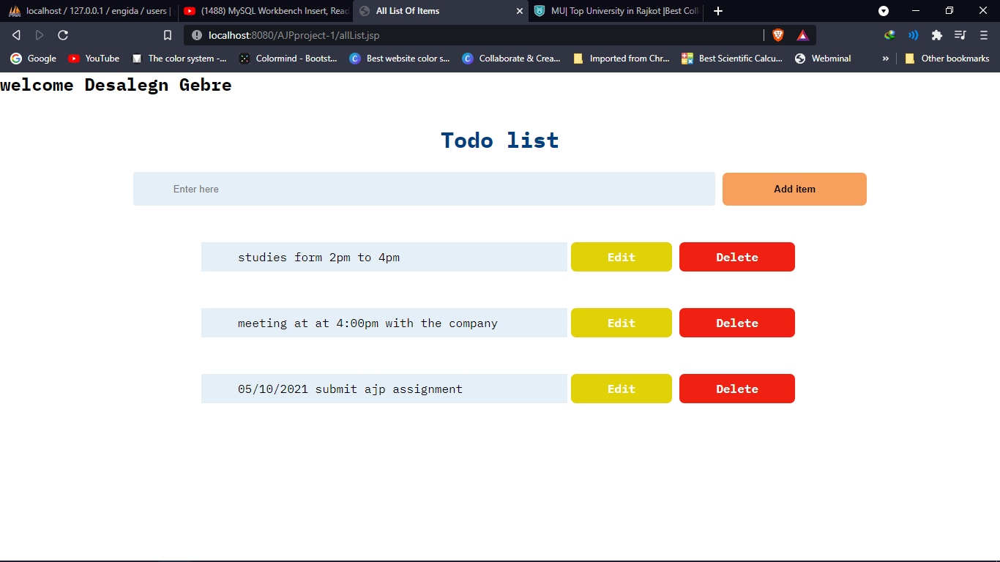 localhost / 127.0.0.1 / engida / users |
(1488) MySQL Workbench Insert, Read
All List Of Items
MU| Top University in Rajkot |Best Coll
localhost:8080/AJPproject-1/allList.jsp
Google
YouTube
The color system -...
Colormind - Bootst...
Best website color s...
Collaborate & Crea...
Imported from Chr...
Best Scientific Calcu...
Webminal
»
Other bookmarks
welcome Desalegn Gebre
Todo list
Enter here
Add item
studies form 2pm to 4pm
Edit
Delete
meeting at at 4:00pm with the company
Edit
Delete
05/10/2021 submit ajp assignment
Edit
Delete